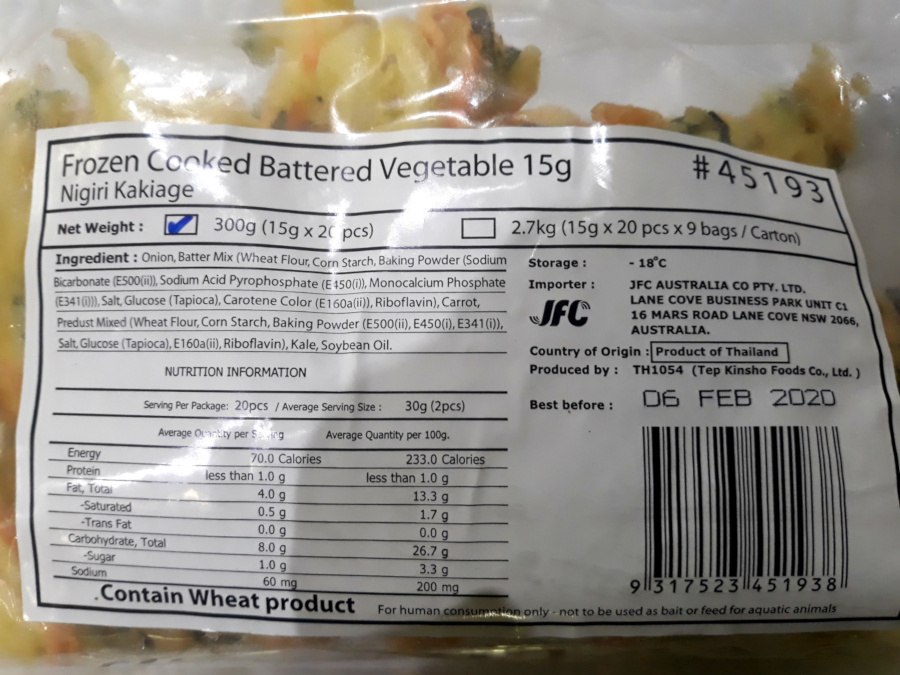 Frozen Cooked Battered Vegetable 15g
Nigiri Kakiage
#45193
Net Weight : 300g (15g x 20 pcs) 2.7kg (15g x 20 pcs x 9 bags / Carton)
Ingredient : Onion, Batter Mix (Wheat Flour, Corn Starch, Baking Powder (Sodium
Bicarbonate (E500(ii)), Sodium Acid Pyrophosphate (E450(i)), Monocalcium Phosphate
(E341(i))), Salt, Glucose (Tapioca), Carotene Color (E160a(ii)), Riboflavin), Carrot,
Predust Mixed (Wheat Flour, Corn Starch, Baking Powder (E500(ii), E450(i), E341(i)),
Salt, Glucose (Tapioca), E160a(ii), Riboflavin), Kale, Soybean Oil.
NUTRITION INFORMATION
Serving Per Package: 20pcs / Average Serving Size : 30g (2pcs)
Average Quantity per Serving Average Quantity per 100g.
Energy 70.0 Calories 233.0 Calories
Protein less than 1.0 g less than 1.0 g
Fat, Total 4.0 g 13.3 g
-Saturated 0.5 g 1.7 g
-Trans Fat 0.0 g 0.0 g
Carbohydrate, Total 8.0 g 26.7 g
-Sugar 1.0 g 3.3 g
Sodium 60 mg 200 mg
.Contain Wheat product
Storage : - 18°C
Importer : JFC AUSTRALIA CO PTY. LTD.
LANE COVE BUSINESS PARK UNIT C1
JFC 16 MARS ROAD LANE COVE NSW 2066,
AUSTRALIA.
Country of Origin : Product of Thailand
Produced by : TH1054 (Tep Kinsho Foods Co., Ltd. )
Best before : 06 FEB 2020
9 317523 451938
For human consumption only - not to be used as bait or feed for aquatic animals